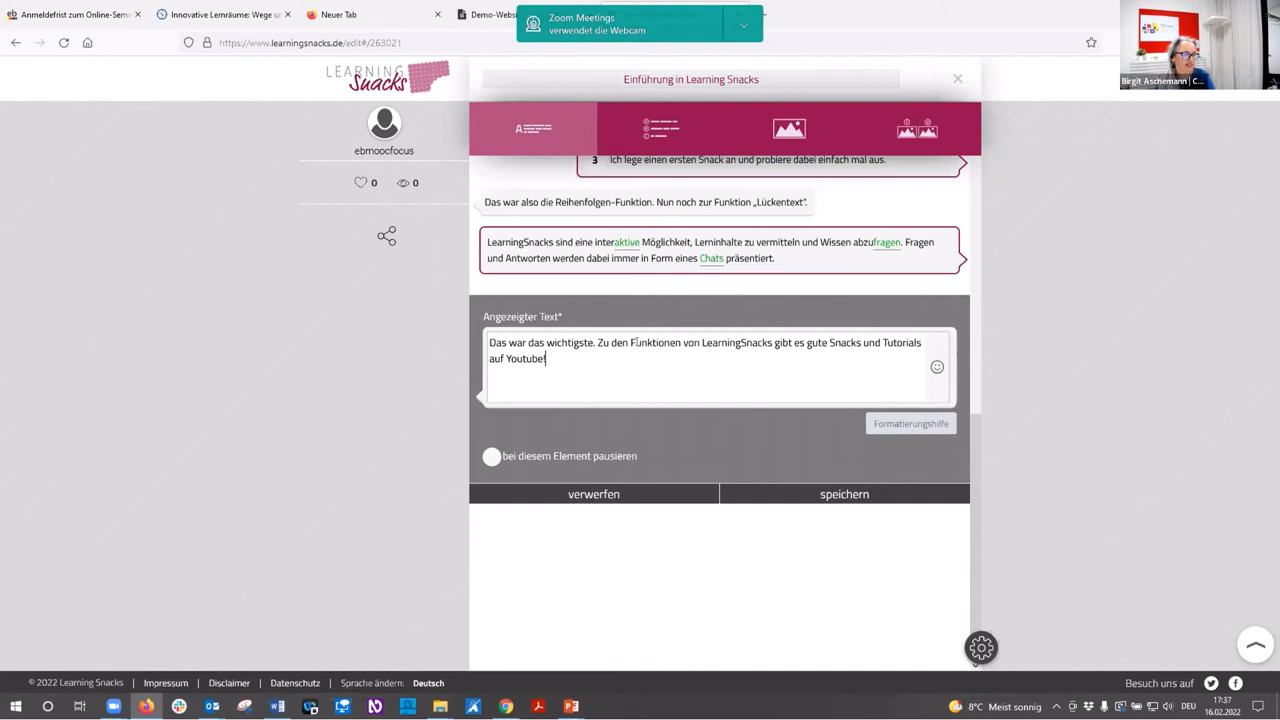 Anmeldefrist zum Online-Sem
Innovative Lernräume: Wege u
Neuer Tab
Demo-Websi
Zoom Meetings
verwendet die Webcam
https://www.learningsnacks.de/edit#/263021
Birgit Aschemann | C...
LEARNING
Snacks
Einführung in Learning Snacks
ebmoocfocus
0
0
3 Ich lege einen ersten Snack an und probiere dabei einfach mal aus.
Das war also die Reihenfolgen-Funktion. Nun noch zur Funktion „Lückentext“.
LearningSnacks sind eine interaktive Möglichkeit, Lerninhalte zu vermitteln und Wissen abzufragen. Fragen
und Antworten werden dabei immer in Form eines Chats präsentiert.
Angezeigter Text*
Das war das wichtigste. Zu den Funktionen von LearningSnacks gibt es gute Snacks und Tutorials
auf Youtube!
Formatierungshilfe
bei diesem Element pausieren
verwerfen
speichern
© 2022 Learning Snacks
Impressum
Disclaimer
Datenschutz
Sprache ändern: Deutsch
Besuch uns auf
8°C Meist sonnig
DEU
17:37
16.02.2022